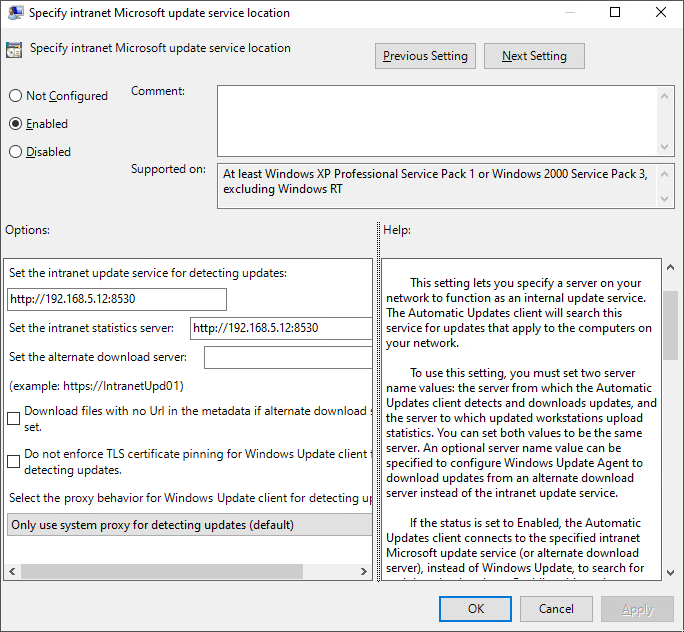 Specify intranet Microsoft update service location
Specify intranet Microsoft update service location
Previous Setting
Next Setting
Not Configured
Enabled
Disabled
Comment:
Supported on:
At least Windows XP Professional Service Pack 1 or Windows 2000 Service Pack 3,
excluding Windows RT
Options:
Set the intranet update service for detecting updates:
http://192.168.5.12:8530
Set the intranet statistics server:
http://192.168.5.12:8530
Set the alternate download server:
(example: https://IntranetUpd01)
Download files with no Url in the metadata if alternate download
set.
Do not enforce TLS certificate pinning for Windows Update client
detecting updates.
Select the proxy behavior for Windows Update client for detecting
Only use system proxy for detecting updates (default)
Help:
This setting lets you specify a server on your
network to function as an internal update service.
The Automatic Updates client will search this
service for updates that apply to the computers on
your network.
To use this setting, you must set two server
name values: the server from which the Automatic
Updates client detects and downloads updates, and
the server to which updated workstations upload
statistics. You can set both values to be the same
server. An optional server name value can be
specified to configure Windows Update Agent to
download updates from an alternate download
server instead of the intranet update service.
If the status is set to Enabled, the Automatic
Updates client connects to the specified intranet
Microsoft update service (or alternate download
server), instead of Windows Update, to search for
OK
Cancel
Apply